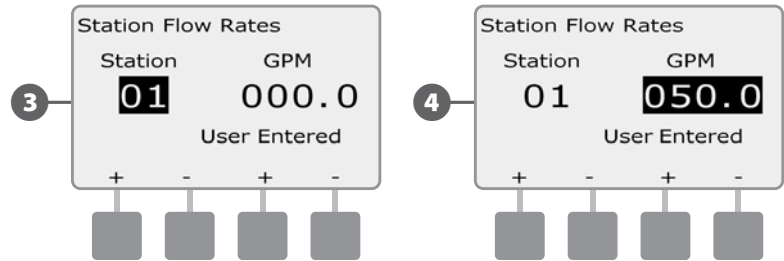 3
Station Flow Rates
Station GPM
01 000.0
User Entered
+ - + -
4
Station Flow Rates
Station GPM
01 050.0
User Entered
+ - + -